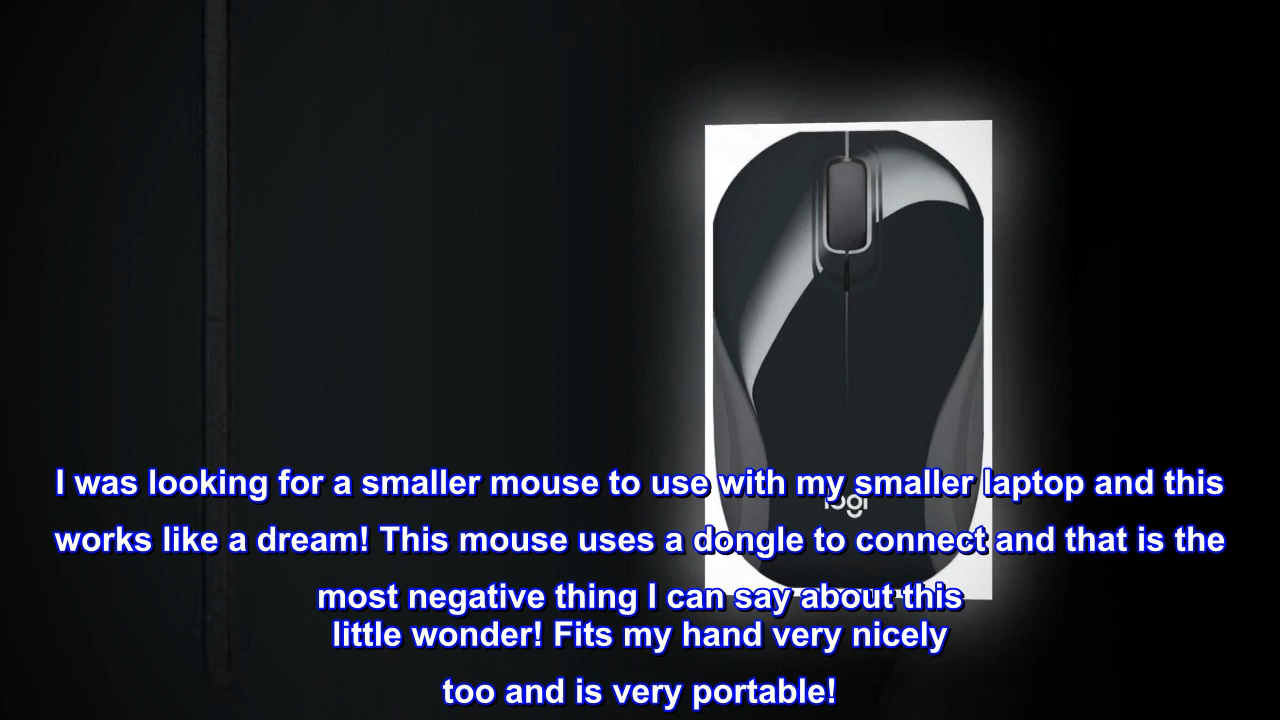 I was looking for a smaller mouse to use with my smaller laptop and this
works like a dream! This mouse uses a dongle to connect and that is the
most negative thing I can say about this
little wonder! Fits my hand very nicely
too and is very portable!
logi